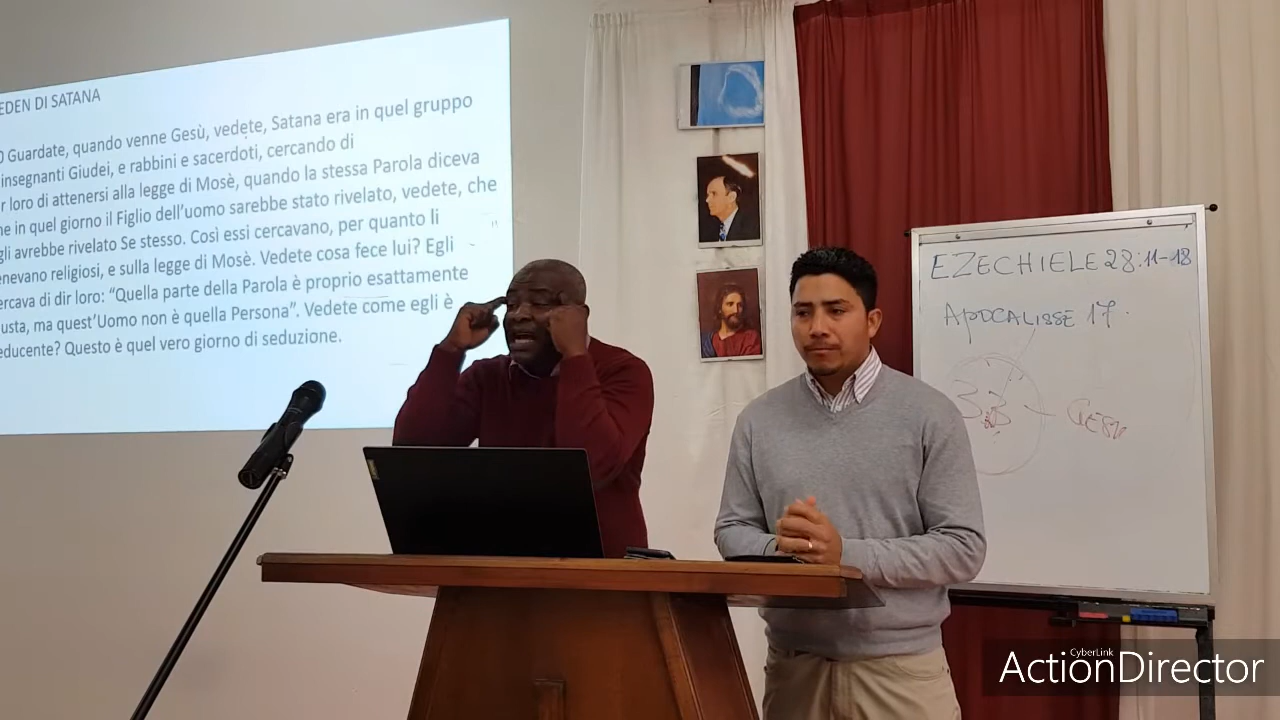 EDEN DI SATANA
0 Guardate, quando venne Gesù, vedete, Satana era in quel gruppo
insegnanti Giudei, e rabbini e sacerdoti, cercando di
r loro di attenersi alla legge di Mosè, quando la stessa Parola diceva
he in quel giorno il Figlio dell'uomo sarebbe stato rivelato, vedete, che
gli avrebbe rivelato Se stesso. Così essi cercavano, per quanto li
enevano religiosi, e sulla legge di Mosè. Vedete cosa fece lui? Egli
ercava di dir loro: "Quella parte della Parola è proprio esattamente
iusta, ma quest'Uomo non è quella Persona". Vedete come egli è
educente? Questo è quel vero giorno di seduzione.
EZECHIELE 28:11-18
APOCALISSE 17.
GESU
CyberLink
ActionDirector